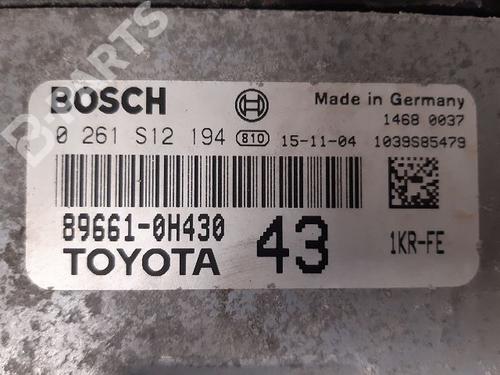 B-PARTS
BOSCH
Made in Germany
1468 0037
0 261 S12 194 810 15-11-04 1039S85479
89661-0H430
43
1KR-FE
TOYOTA